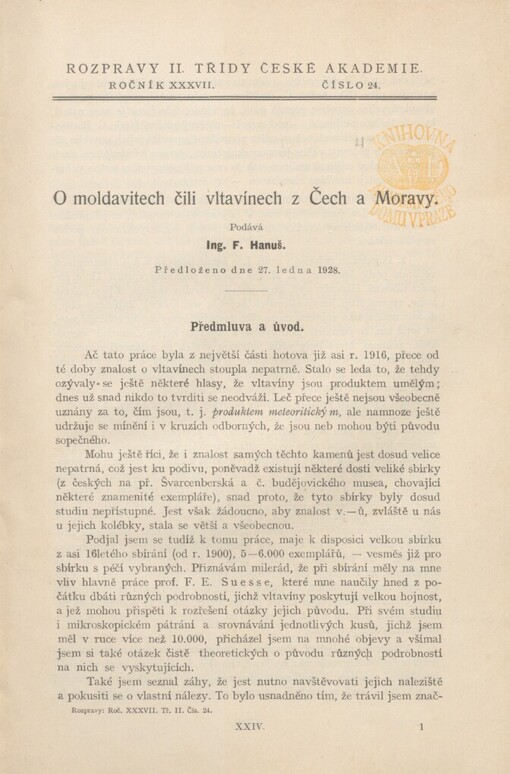 ROZPRAVY II. TŘÍDY ČESKÉ AKADEMIE.
ROČNÍK XXXVII. ČÍSLO 24.
KNIHOVNA
DOMU V PRAZE
O moldavitech čili vltavínech z Čech a Moravy.
Podává
Ing. F. Hanuš.
Předloženo dne 27. ledna 1928.
Předmluva a úvod.
Ač tato práce byla z největší části hotova již asi r. 1916, přece od
té doby znalost o vltavínech stoupla nepatrně. Stalo se leda to, že tehdy
ozývaly se ještě některé hlasy, že vltavíny jsou produktem umělým;
dnes už snad nikdo to tvrditi se neodváží. Leč přece ještě nejsou všeobecně
uznány za to, čím jsou, t. j. produktem meteoritickým, ale namnoze ještě
udržuje se mínění i v kruzích odborných, že jsou neb mohou býti původu
sopečného.
Mohu ještě říci, že i znalost samých těchto kamenů jest dosud velice
nepatrná, což jest ku podivu, poněvadž existují některé dosti veliké sbírky
(z českých na př. Švarcenberská a č. budějovického musea, chovající
některé znamenité exempláře), snad proto, že tyto sbírky byly dosud
studiu nepřístupné. Jest však žádoucno, aby znalost v.—ů, zvláště u nás
u jejich kolébky, stala se větší a všeobecnou.
Podjal jsem se tudíž k tomu práce, maje k disposici velkou sbírku
z asi 16letého sbírání (od r. 1900), 5—6.000 exemplářů, — vesměs již pro
sbírku s péčí vybraných. Přiznávám milerád, že při sbírání měly na mne
vliv hlavně práce prof. F. E. Suesse, které mne naučily hned z po-
čátku dbáti různých podrobností, jichž vltavíny poskytují velkou hojnost,
a jež mohou přispěti k rozřešení otázky jejich původu. Při svém studiu
i mikroskopickém pátrání a srovnávání jednotlivých kusů, jichž jsem
měl v ruce více než 10.000, přicházel jsem na mnohé objevy a všímal
jsem si také otázek čistě theoretických o původu různých podrobností
na nich se vyskytujících.
Také jsem seznal záhy, že jest nutno navštěvovati jejich naleziště
a pokusiti se o vlastní nálezy. To bylo usnadněno tím, že trávil jsem znač-
Rozpravy: Roč. XXXVII. Tř. II. Čís. 24.
XXIV. 1